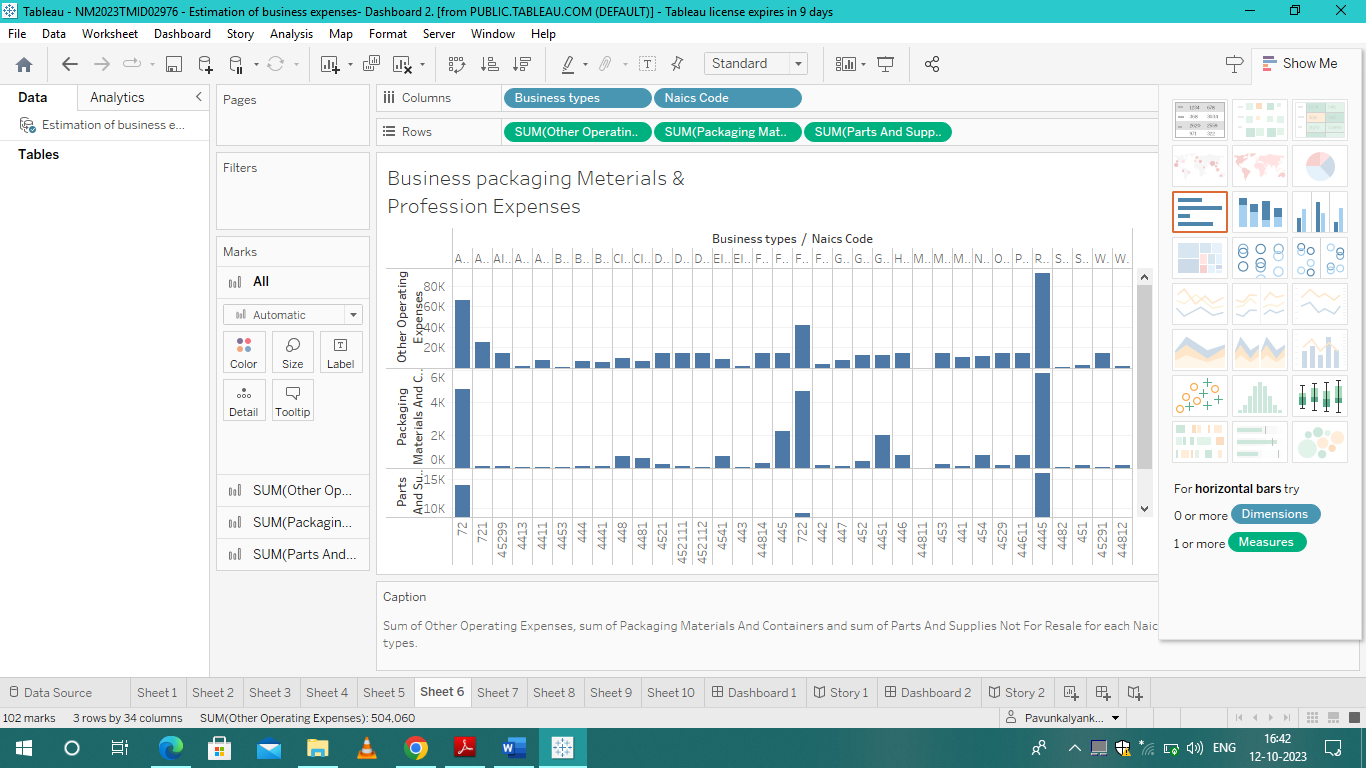 Tableau - NM2023TMID02976 - Estimation of business expenses- Dashboard 2. [from PUBLIC.TABLEAU.COM (DEFAULT)] - Tableau license expires in 9 days
File Data Worksheet Dashboard Story Analysis Map Format Server Window Help
Standard
Show Me
Data Analytics
Estimation of business e...
Tables
Pages
Filters
Marks
All
Automatic
Color Size Label
Detail Tooltip
SUM(Other Op...
SUM(Packagin...
SUM(Parts And...
Columns Business types Naics Code
Rows SUM(Other Operatin.. SUM(Packaging Mat.. SUM(Parts And Supp..
Business packaging Meterials &
Profession Expenses
Business types / Naics Code
A.. A.. Al.. A.. A.. B.. B.. B.. Cl.. Cl.. D.. D.. D.. El.. F.. F.. F.. F.. G.. G.. G.. H.. M.. M.. M.. N.. O.. P.. R.. S.. S.. W.. W.
Other Operating
Expenses
80K
60K
40K
20K
Packaging
Materials And C..
6K
4K
2K
0K
Parts
And Su..
15K
10K
72 721 45299 4413 4411 4453 444 4441 448 4481 4521 452111 452112 4541 443 44814 445 722 442 447 452 4451 446 44811 453 441 454 4529 44611 4445 4482 451 45291 44812
Caption
Sum of Other Operating Expenses, sum of Packaging Materials And Containers and sum of Parts And Supplies Not For Resale for each Naic
types.
For horizontal bars try
0 or more Dimensions
1 or more Measures
Data Source Sheet 1 Sheet 2 Sheet 3 Sheet 4 Sheet 5 Sheet 6 Sheet 7 Sheet 8 Sheet 9 Sheet 10 Dashboard 1 Story 1 Dashboard 2 Story 2
102 marks 3 rows by 34 columns SUM(Other Operating Expenses): 504,060
Pavunkalyank...
ENG
16:42
12-10-2023